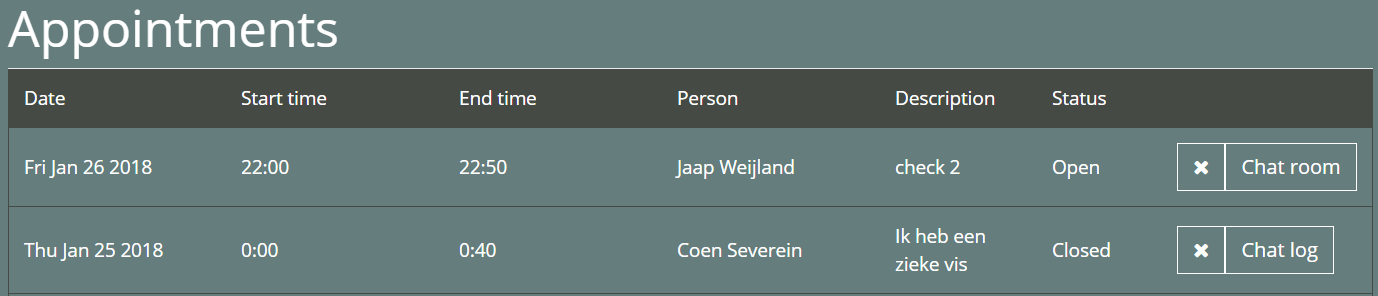 Appointments
Date Start time End time Person Description Status
Fri Jan 26 2018 22:00 22:50 Jaap Weijland check 2 Open Chat room
Thu Jan 25 2018 0:00 0:40 Coen Severein Ik heb een zieke vis Closed Chat log